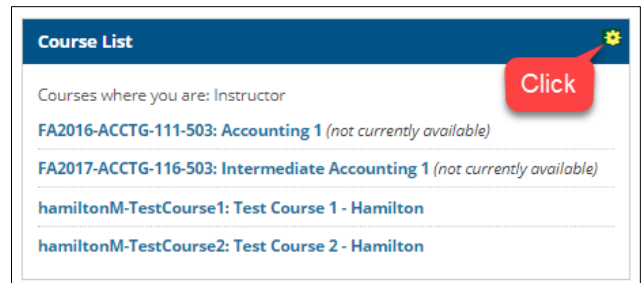 Course List
Click
Courses where you are: Instructor
FA2016-ACCTG-111-503: Accounting 1 (not currently available)
FA2017-ACCTG-116-503: Intermediate Accounting 1 (not currently available)
hamiltonM-TestCourse1: Test Course 1 - Hamilton
hamiltonM-TestCourse2: Test Course 2 - Hamilton